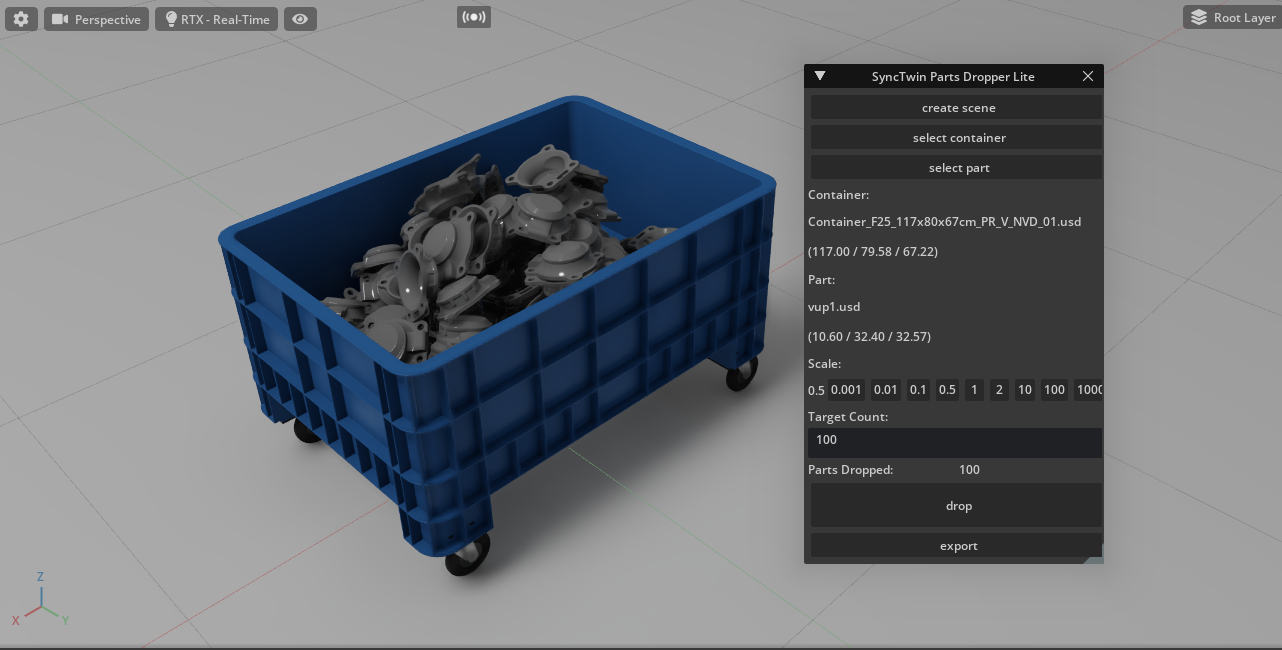 Perspective
RTX - Real-Time
Root Layer
SyncTwin Parts Dropper Lite
create scene
select container
select part
Container:
Container_F25_117x80x67cm_PR_V_NVD_01.usd
(117.00 / 79.58 / 67.22)
Part:
vup1.usd
(10.60 / 32.40 / 32.57)
Scale:
0.5 0.001 0.01 0.1 0.5 1 2 10 100 1000
Target Count:
100
Parts Dropped: 100
drop
export
Z
X
Y